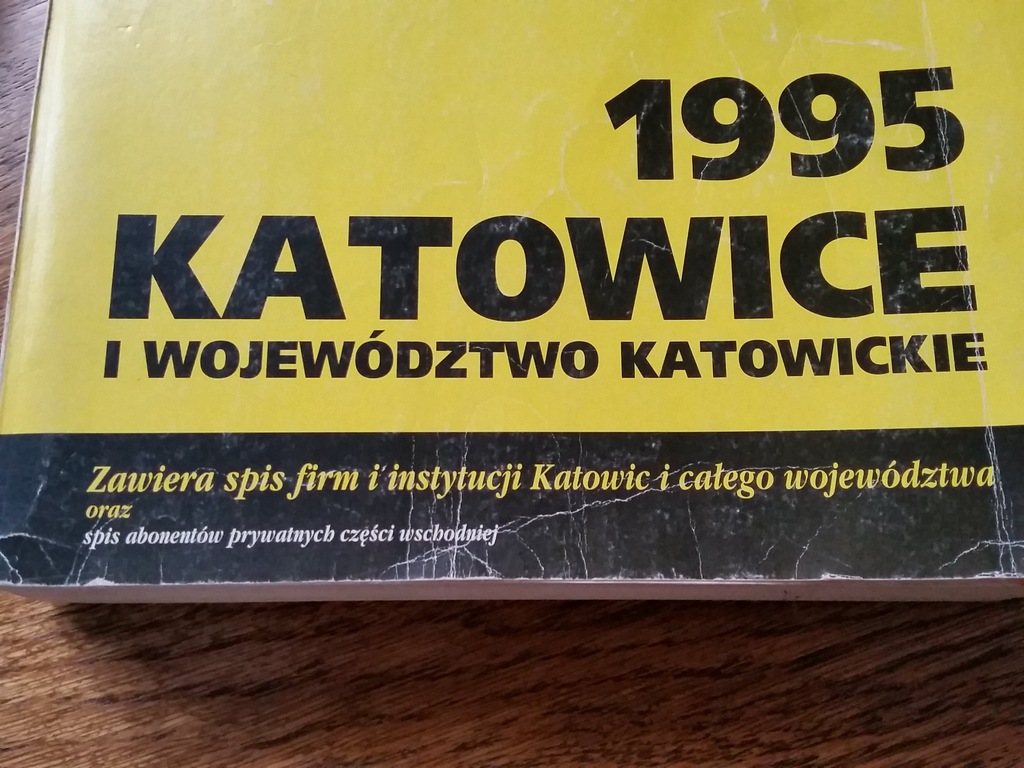 1995
KATOWICE
I WOJEWÓDZTWO KATOWICKIE
Zawiera spis firm i instytucji Katowic i całego województwa
oraz
spis abonentów prywatnych części wschodniej